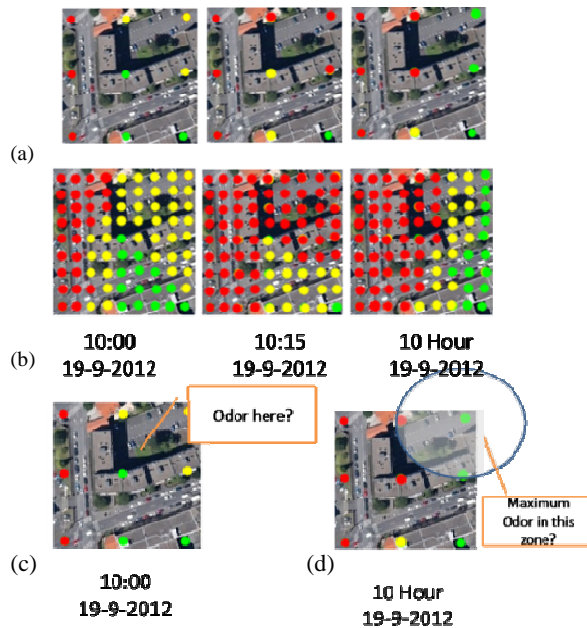 (a)
(b)
10:00
19-9-2012
10:15
19-9-2012
10 Hour
19-9-2012
Odor here?
Maximum
Odor in this
zone?
(c)
10:00
19-9-2012
(d)
10 Hour
19-9-2012